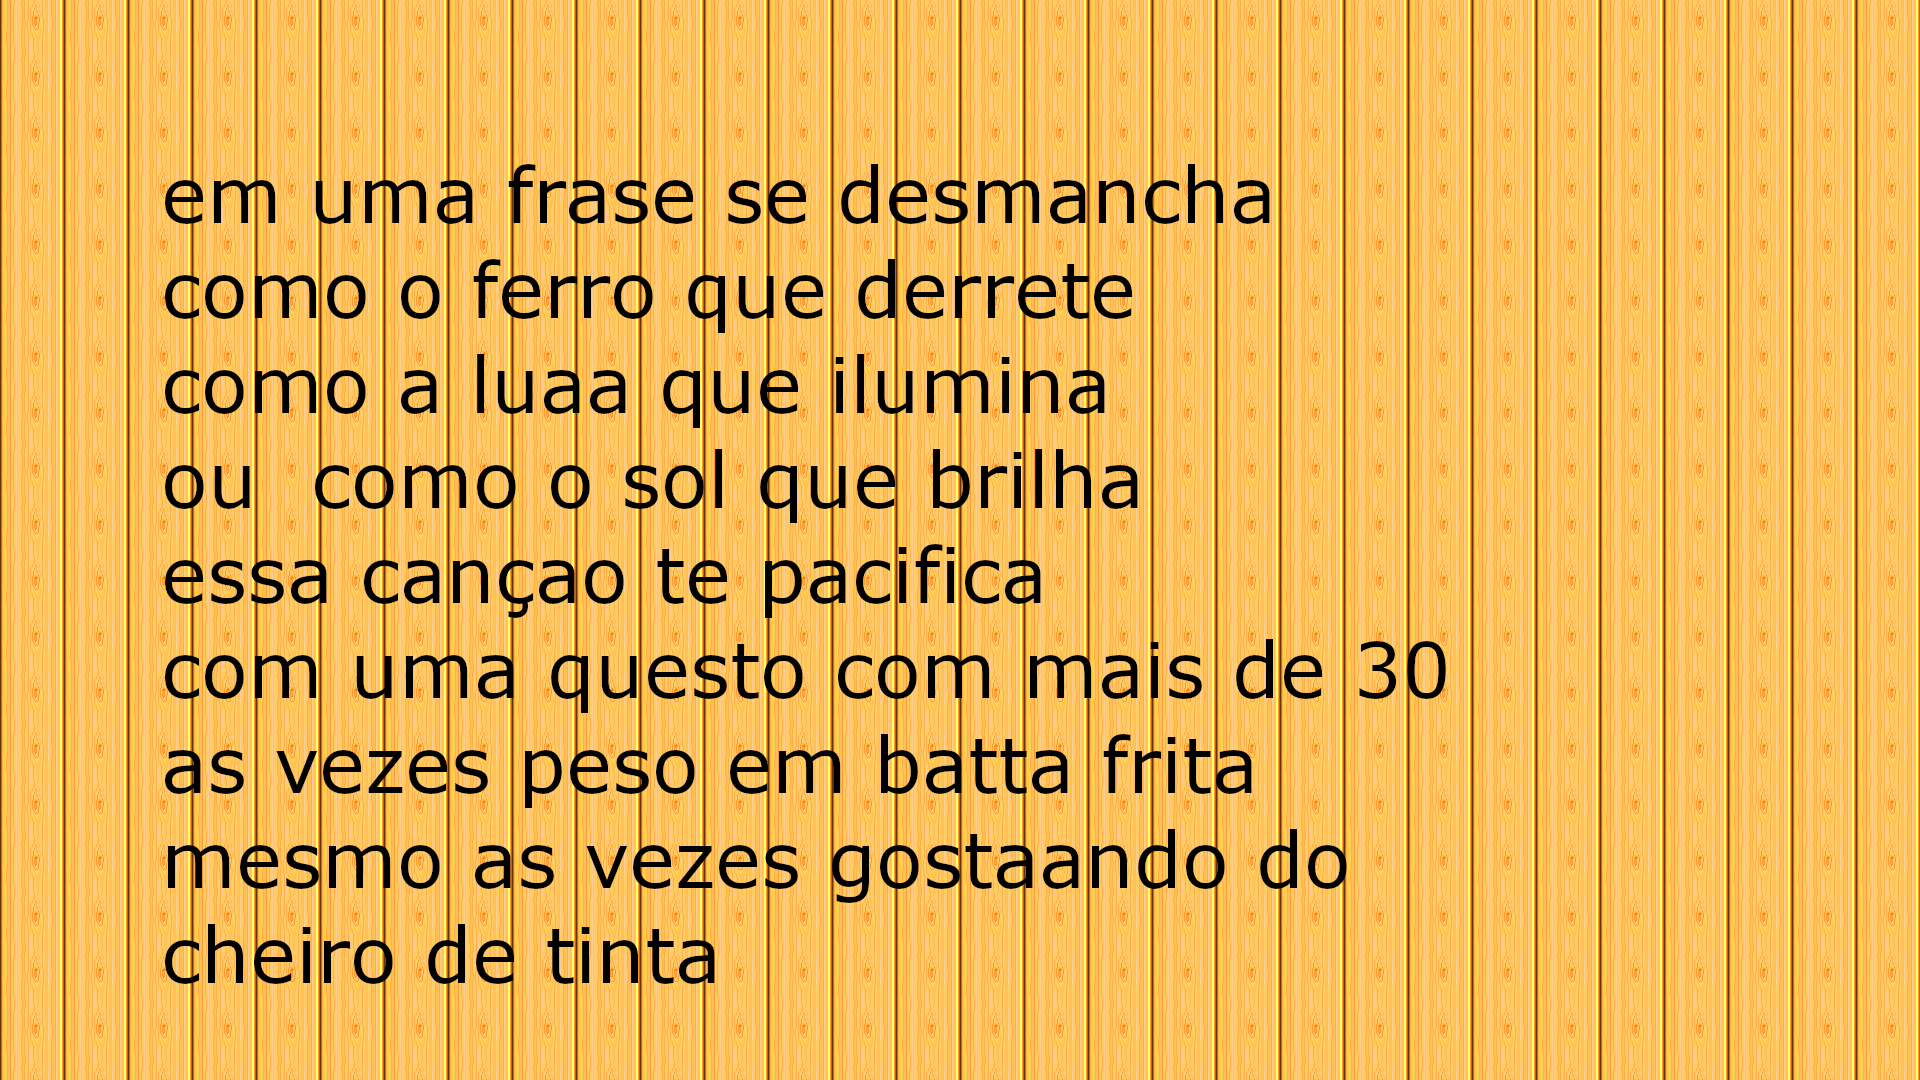 em uma frase se desmancha
como o ferro que derrete
como a luaa que ilumina
ou  como o sol que brilha
essa cançao te pacifica
com uma questo com mais de 30
as vezes peso em batta frita
mesmo as vezes gostaando do
cheiro de tinta